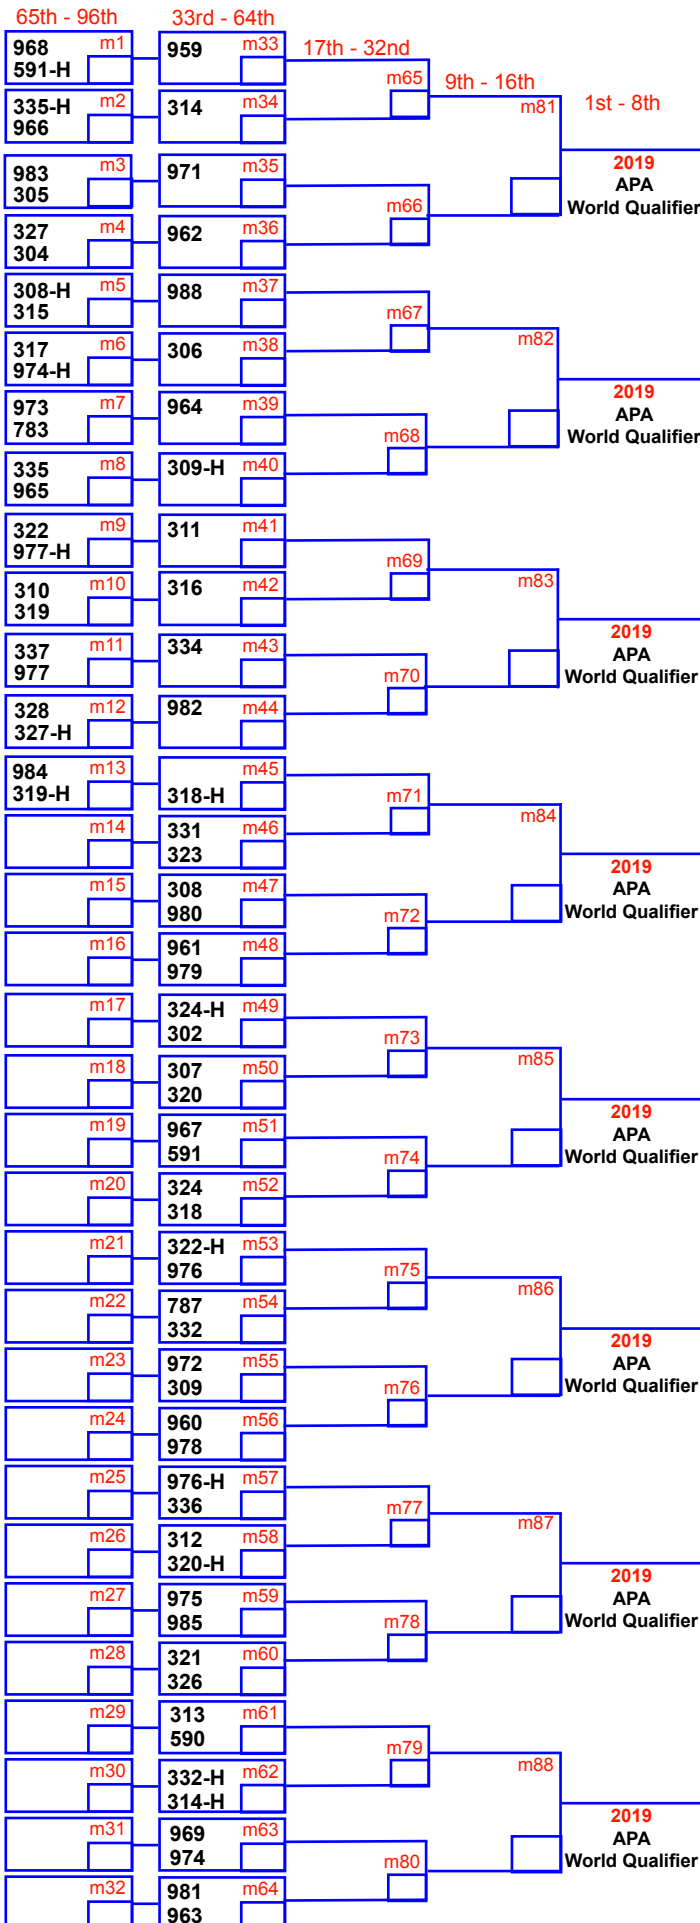 65th - 96th
33rd - 64th
17th - 32nd
9th - 16th
1st - 8th
968 m1
591-H
335-H m2
966
983 m3
305
327 m4
304
308-H m5
315
317 m6
974-H
973 m7
783
335 m8
965
322 m9
977-H
310 m10
319
337 m11
977
328 m12
327-H
984 m13
319-H
m14
m15
m16
m17
m18
m19
m20
m21
m22
m23
m24
m25
m26
m27
m28
m29
m30
m31
m32
959 m33
314 m34
971 m35
962 m36
988 m37
306 m38
964 m39
309-H m40
311 m41
316 m42
334 m43
982 m44
m45
318-H
331 m46
323
308 m47
980
961 m48
979
324-H m49
302
307 m50
320
967 m51
591
324 m52
318
322-H m53
976
787 m54
332
972 m55
309
960 m56
978
976-H m57
336
312 m58
320-H
975 m59
985
321 m60
326
313 m61
590
332-H m62
314-H
969 m63
974
981 m64
963
m65
m66
m67
m68
m69
m70
m71
m72
m73
m74
m75
m76
m77
m78
m79
m80
m81
m82
m83
m84
m85
m86
m87
m88
2019
APA
World Qualifier
2019
APA
World Qualifier
2019
APA
World Qualifier
2019
APA
World Qualifier
2019
APA
World Qualifier
2019
APA
World Qualifier
2019
APA
World Qualifier
2019
APA
World Qualifier